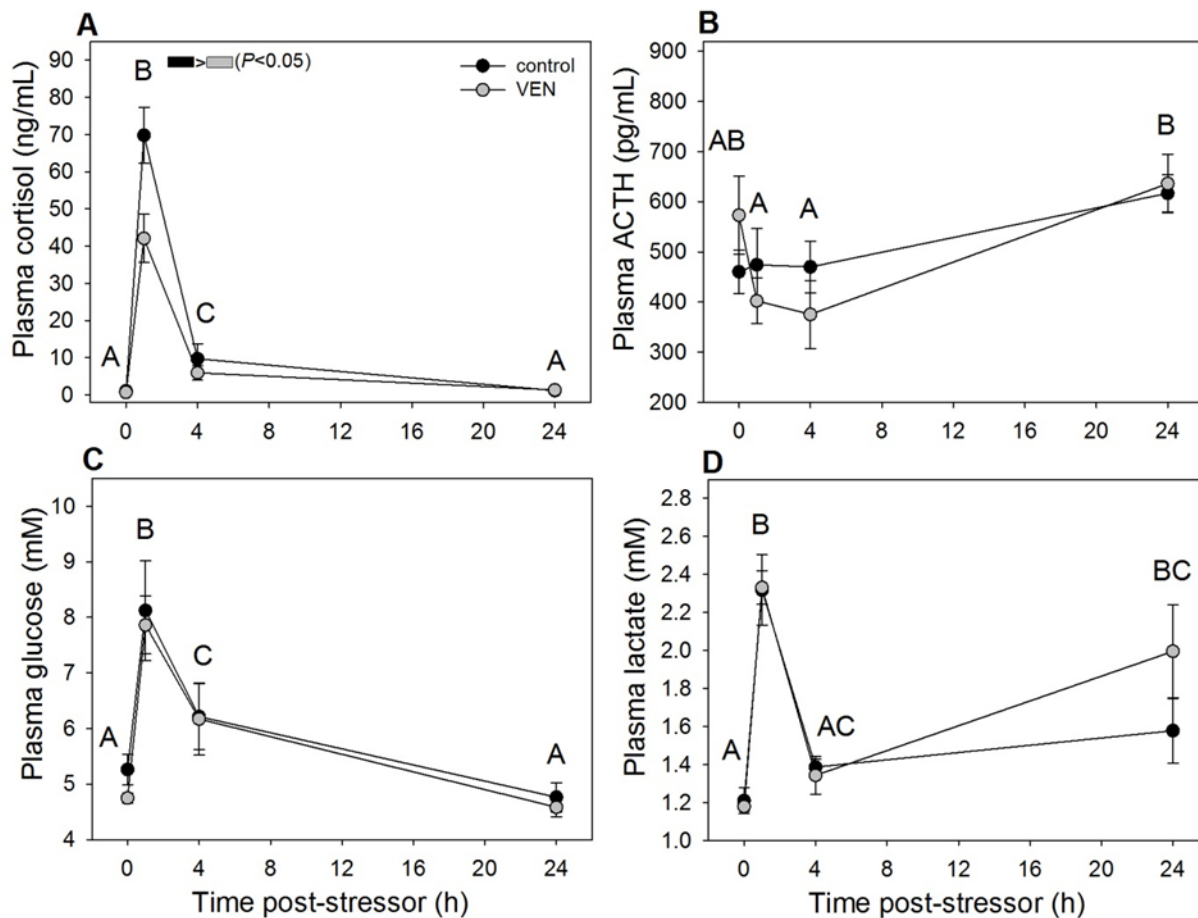 A
Plasma cortisol (ng/mL)
90
80
70
60
50
40
30
20
10
0
> (P<0.05)
control
VEN
A
B
C
A
0 4 8 12 16 20 24
B
Plasma ACTH (pg/mL)
900
800
700
600
500
400
300
200
AB
A
A
B
0 4 8 12 16 20 24
C
Plasma glucose (mM)
10
9
8
7
6
5
4
A
B
C
A
0 4 8 12 16 20 24
Time post-stressor (h)
D
Plasma lactate (mM)
2.8
2.6
2.4
2.2
2.0
1.8
1.6
1.4
1.2
1.0
A
B
AC
BC
0 4 8 12 16 20 24
Time post-stressor (h)